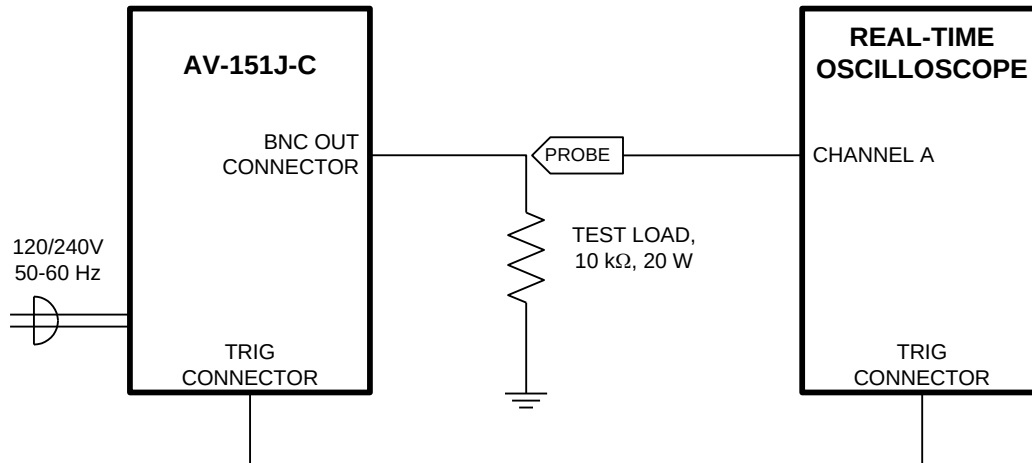 AV-151J-C
BNC OUT
CONNECTOR
120/240V
50-60 Hz
TRIG
CONNECTOR
PROBE
TEST LOAD,
10 kΩ, 20 W
REAL-TIME
OSCILLOSCOPE
CHANNEL A
TRIG
CONNECTOR